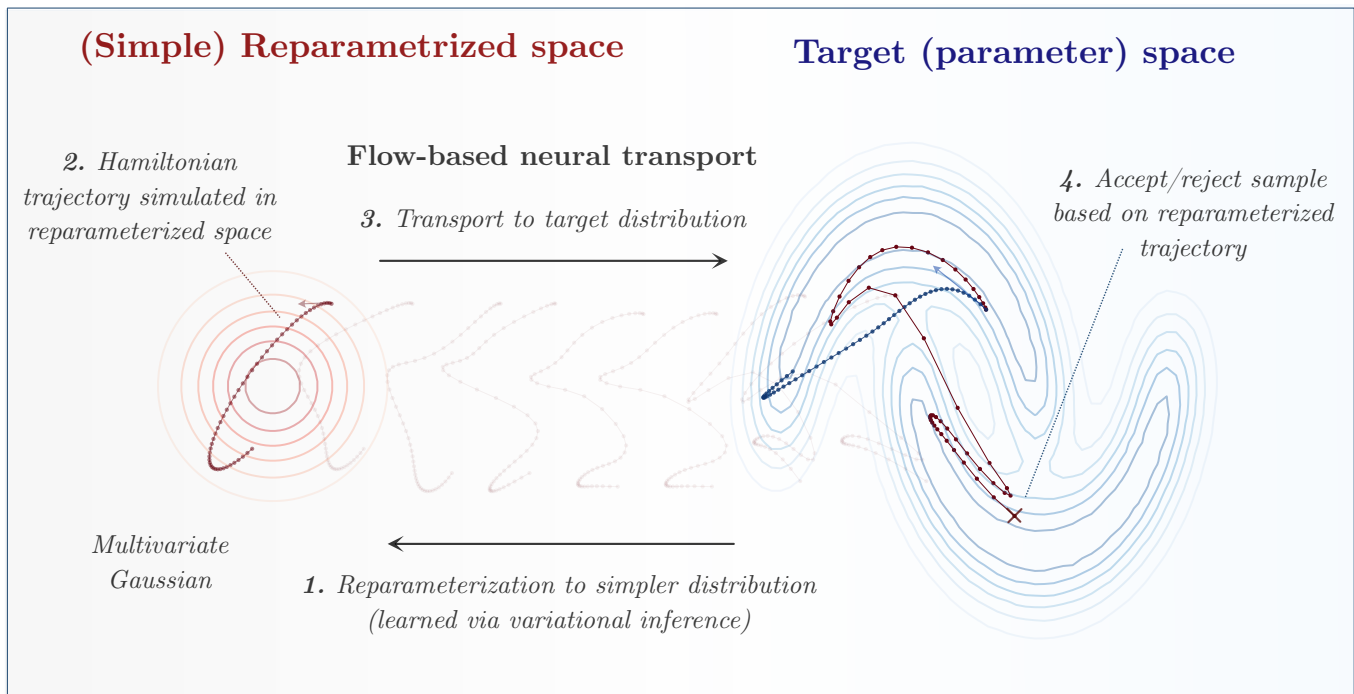 (Simple) Reparametrized space
Target (parameter) space
2. Hamiltonian
trajectory simulated in
reparameterized space
Flow-based neural transport
3. Transport to target distribution
4. Accept/reject sample
based on reparameterized
trajectory
Multivariate
Gaussian
1. Reparameterization to simpler distribution
(learned via variational inference)